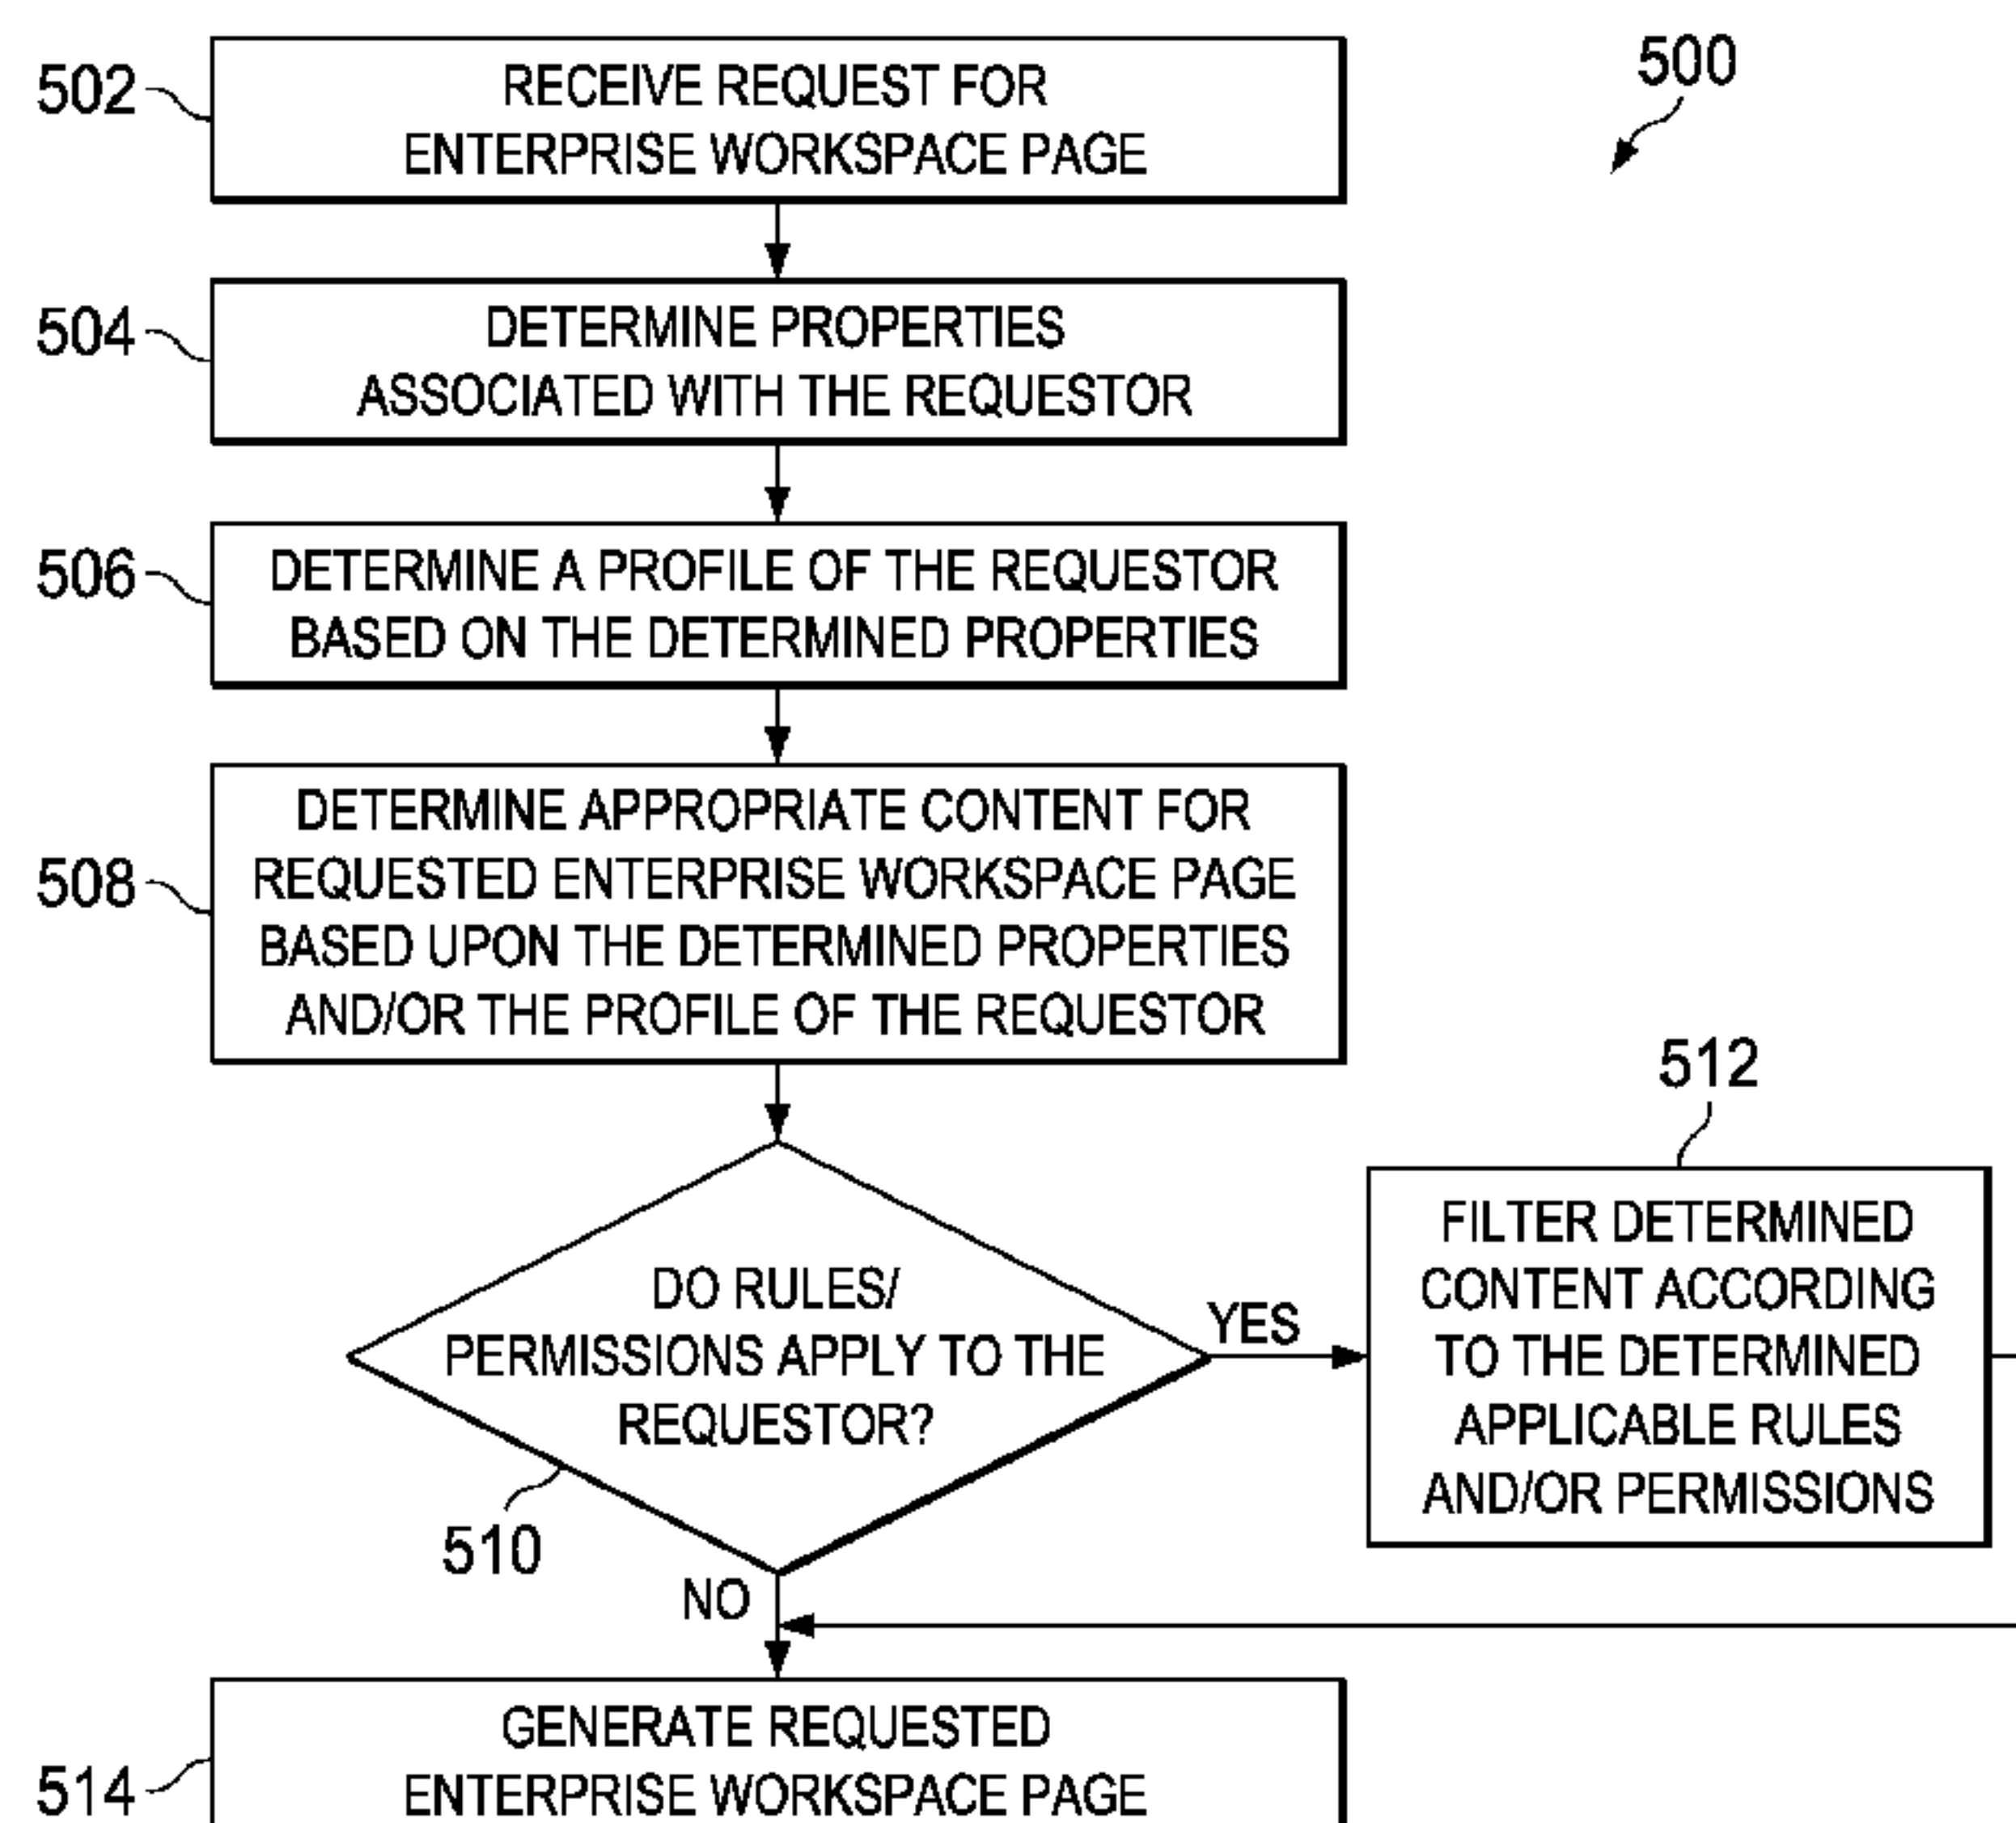 500
502
RECEIVE REQUEST FOR
ENTERPRISE WORKSPACE PAGE
504
DETERMINE PROPERTIES
ASSOCIATED WITH THE REQUESTOR
506
DETERMINE A PROFILE OF THE REQUESTOR
BASED ON THE DETERMINED PROPERTIES
508
DETERMINE APPROPRIATE CONTENT FOR
REQUESTED ENTERPRISE WORKSPACE PAGE
BASED UPON THE DETERMINED PROPERTIES
AND/OR THE PROFILE OF THE REQUESTOR
510
DO RULES/
PERMISSIONS APPLY TO THE
REQUESTOR?
YES
512
FILTER DETERMINED
CONTENT ACCORDING
TO THE DETERMINED
APPLICABLE RULES
AND/OR PERMISSIONS
NO
514
GENERATE REQUESTED
ENTERPRISE WORKSPACE PAGE